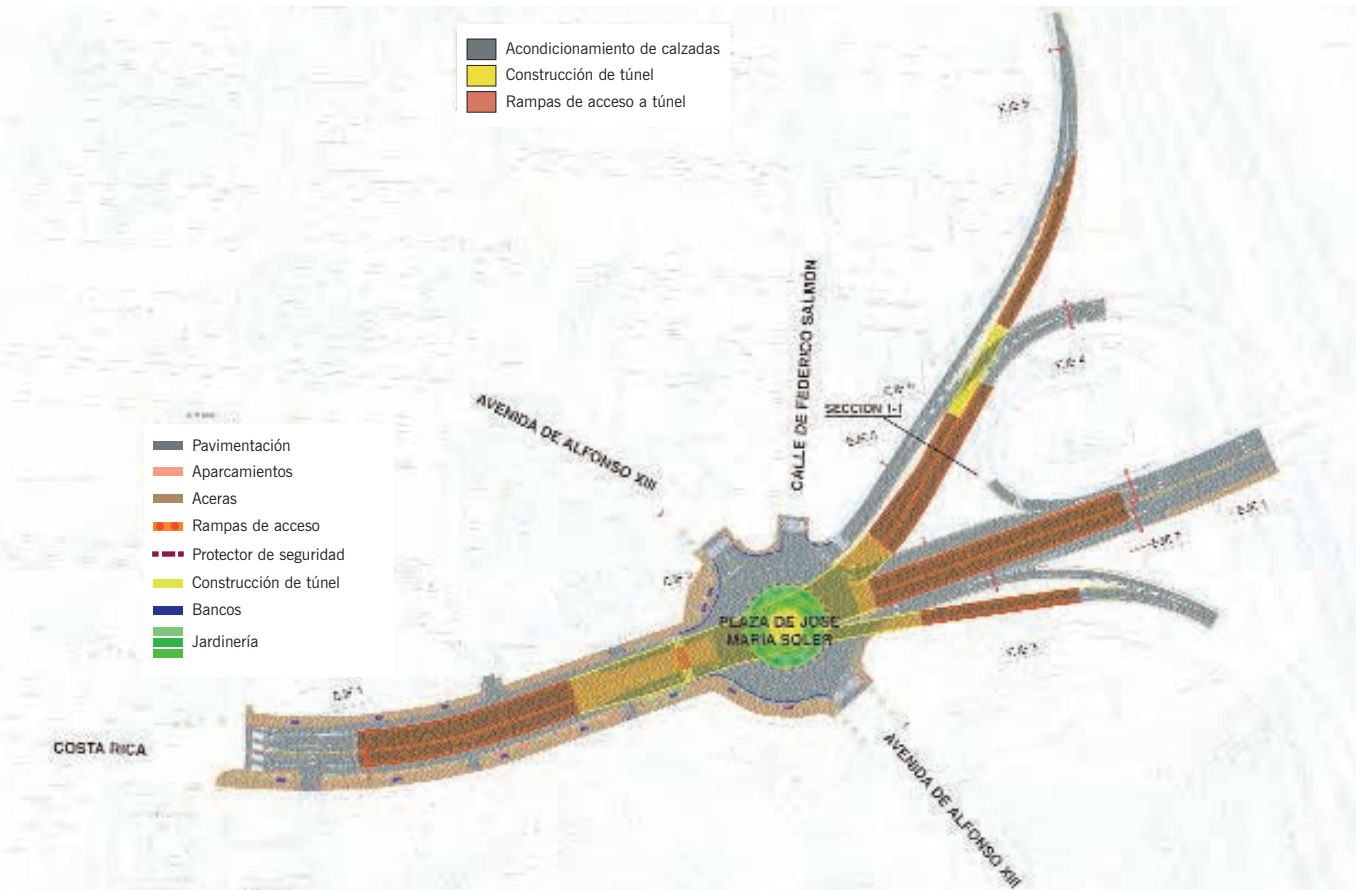 Acondicionamiento de calzadas
Construcción de túnel
Rampas de acceso a túnel
CALLE DE FEDERICO SALMÓN
AVENIDA DE ALFONSO XIII
SECCION 1-1
Pavimentación
Aparcamientos
Aceras
Rampas de acceso
Protector de seguridad
Construcción de túnel
Bancos
Jardinería
PLAZA DE JOSE
MARIA SOLER
COSTA RICA
AVENIDA DE ALFONSO XIII